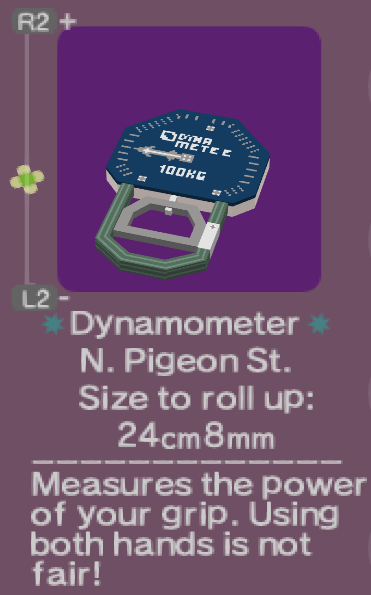 R2 +
DYNA
METER
100KG
L2 -
Dynamometer
N. Pigeon St.
Size to roll up:
24cm8mm
Measures the power
of your grip. Using
both hands is not
fair!